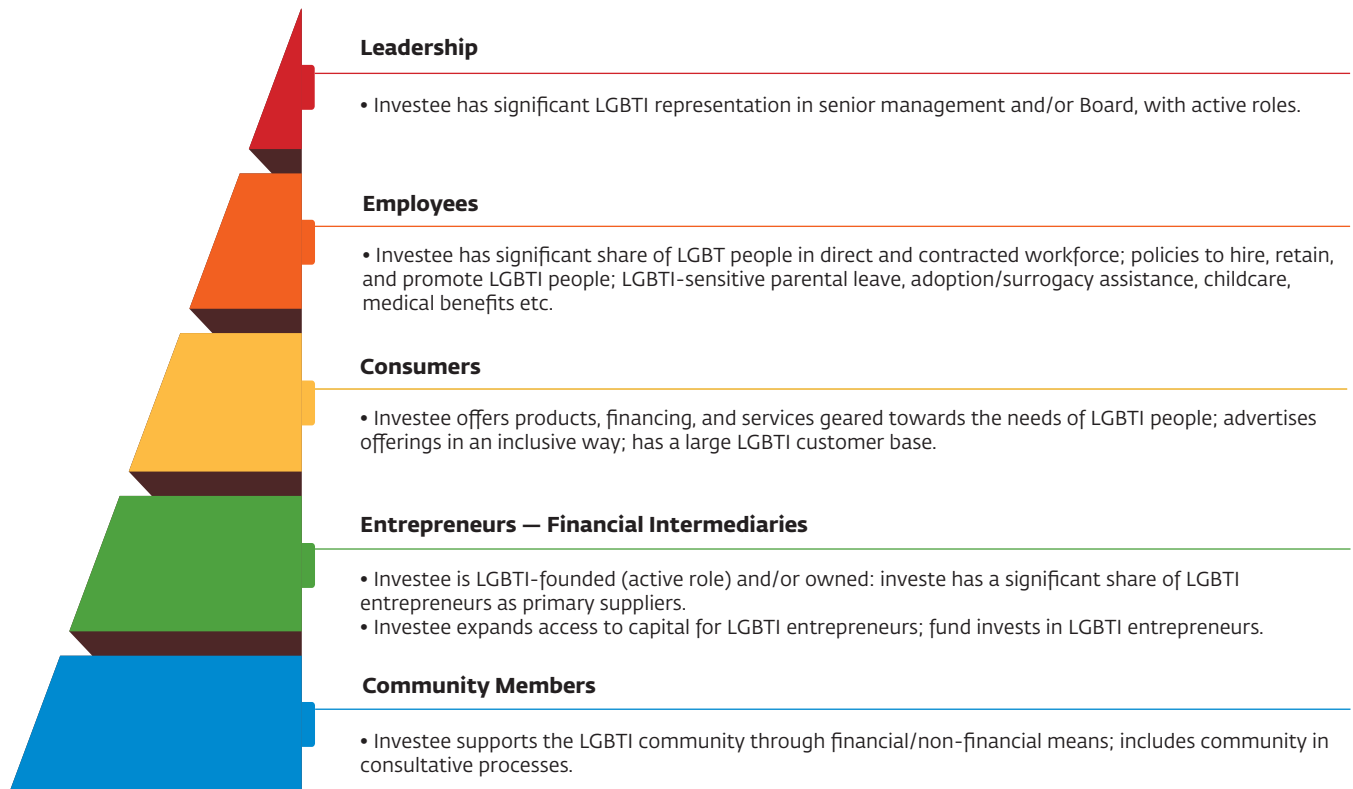 Leadership
• Investee has significant LGBTI representation in senior management and/or Board, with active roles.
Employees
• Investee has significant share of LGBT people in direct and contracted workforce; policies to hire, retain,
and promote LGBTI people; LGBTI-sensitive parental leave, adoption/surrogacy assistance, childcare,
medical benefits etc.
Consumers
• Investee offers products, financing, and services geared towards the needs of LGBTI people; advertises
offerings in an inclusive way; has a large LGBTI customer base.
Entrepreneurs — Financial Intermediaries
• Investee is LGBTI-founded (active role) and/or owned: investe has a significant share of LGBTI
entrepreneurs as primary suppliers.
• Investee expands access to capital for LGBTI entrepreneurs; fund invests in LGBTI entrepreneurs.
Community Members
• Investee supports the LGBTI community through financial/non-financial means; includes community in
consultative processes.